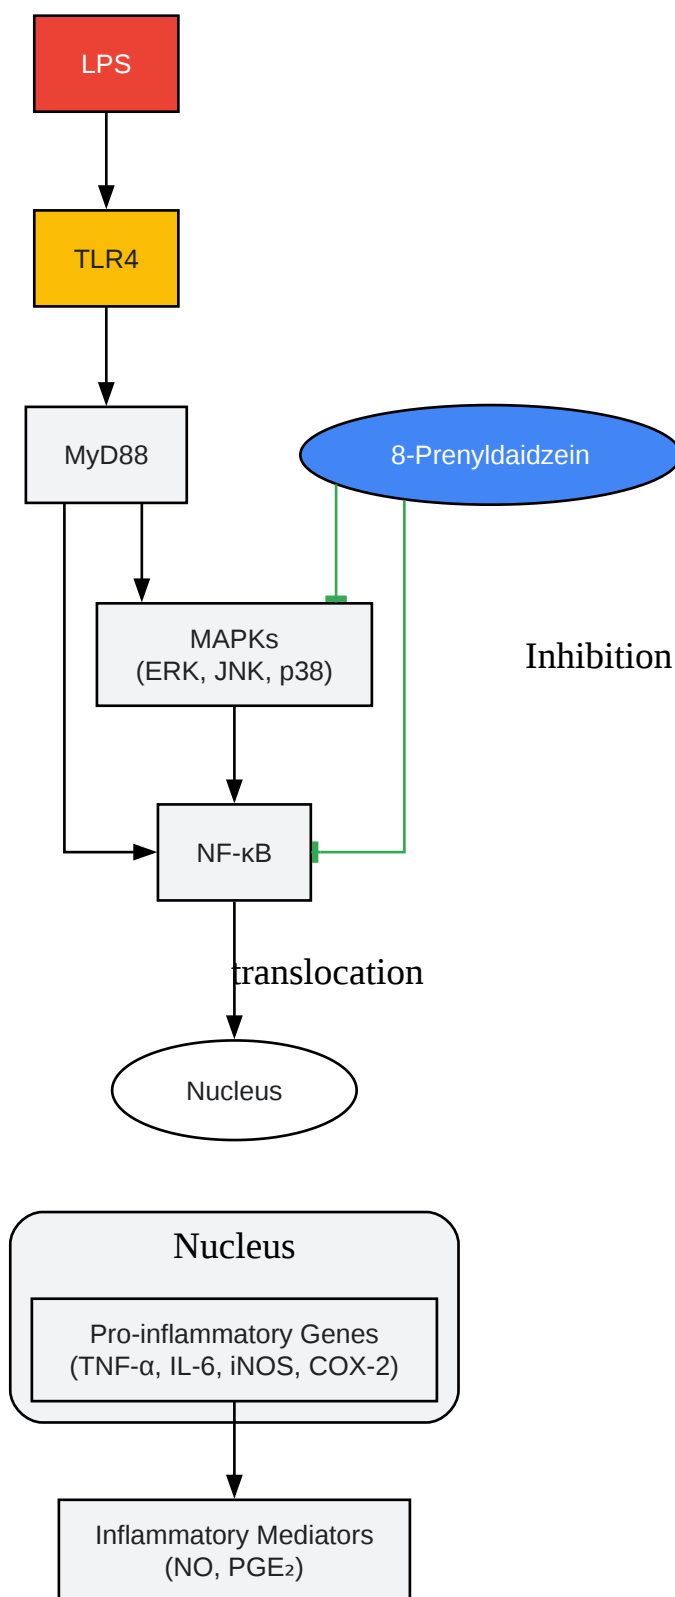 LPS
TLR4
MyD88
8-Prenyldaidzein
MAPKs
(ERK, JNK, p38)
Inhibition
NF-κB
translocation
Nucleus
Nucleus
Pro-inflammatory Genes
(TNF-α, IL-6, iNOS, COX-2)
Inflammatory Mediators
(NO, PGE₂)